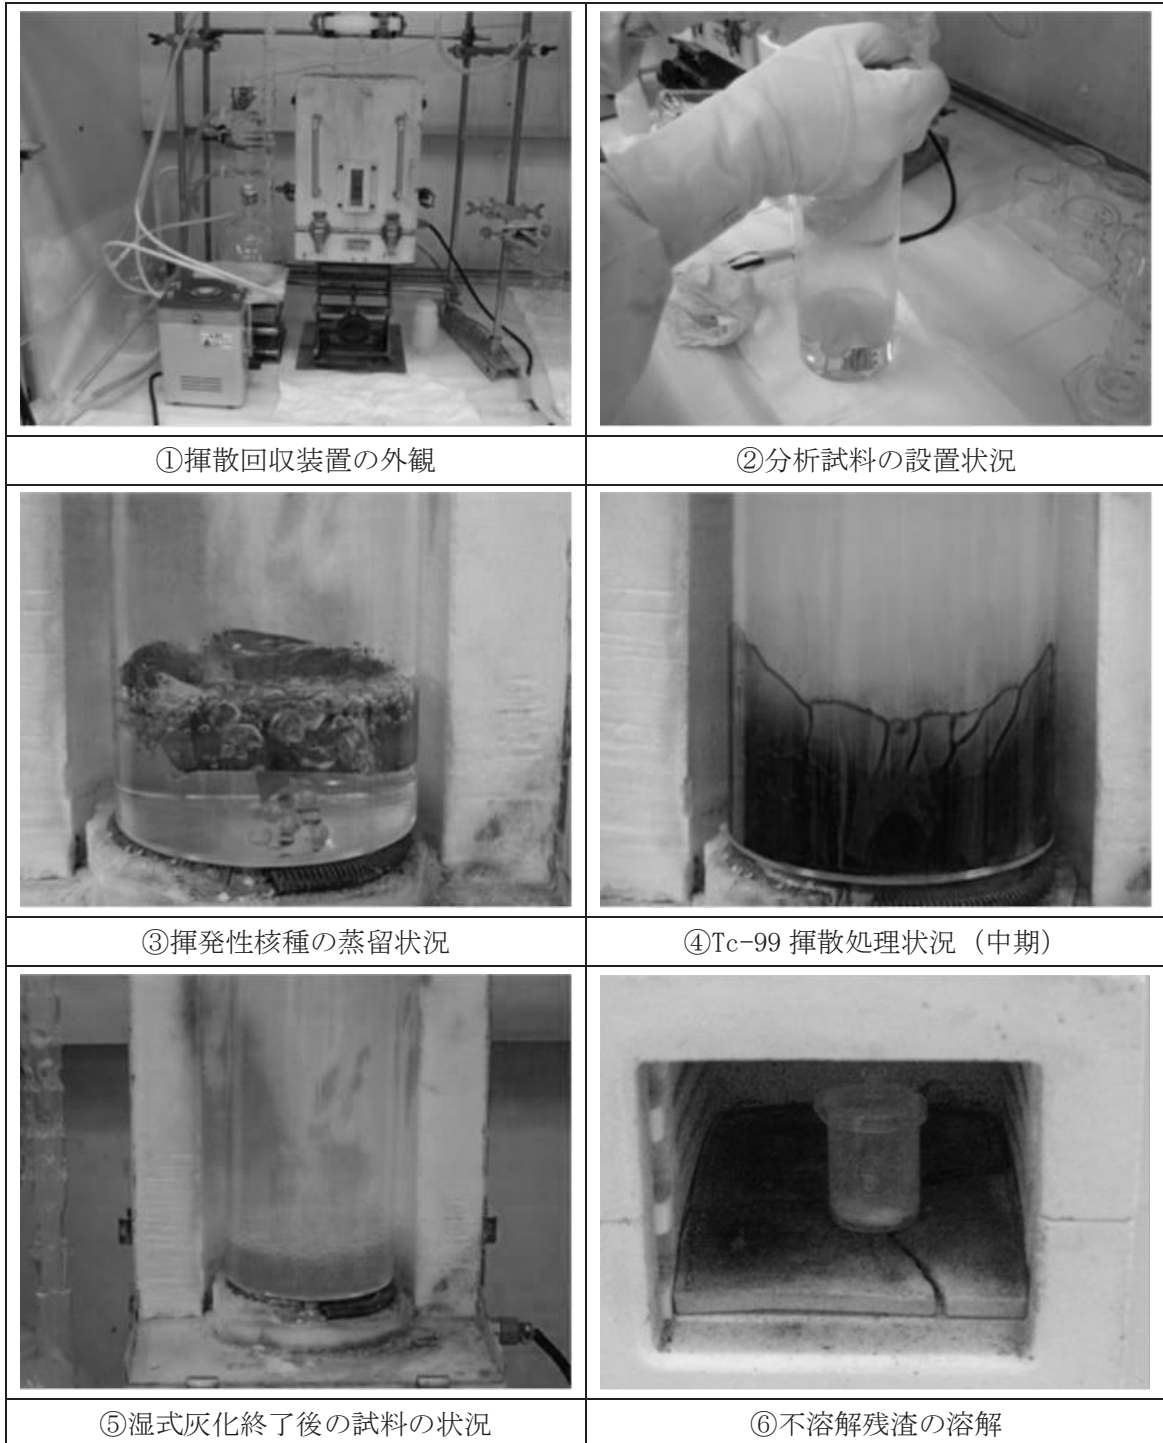 ①揮散回収装置の外観
②分析試料の設置状況
③揮発性核種の蒸留状況
④Tc-99 揮散処理状況（中期）
⑤湿式灰化終了後の試料の状況
⑥不溶解残渣の溶解